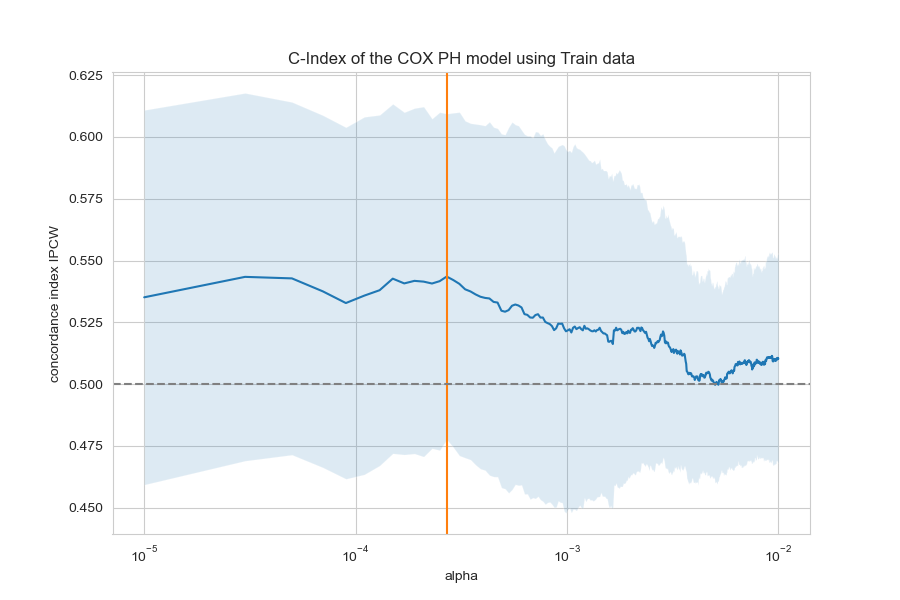 C-Index of the COX PH model using Train data
concordance index IPCW
0.625
0.600
0.575
0.550
0.525
0.500
0.475
0.450
10⁻⁵ 10⁻⁴ 10⁻³ 10⁻²
alpha